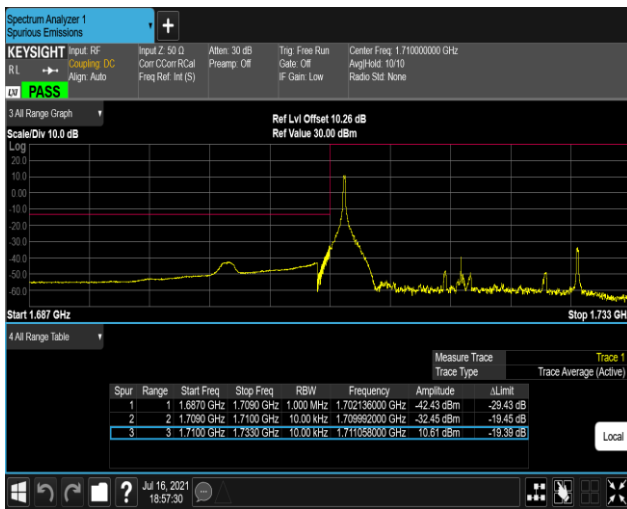 Spectrum Analyzer 1
Spurious Emissions
KEYSIGHT Input: RF Input Z: 50 Ω Atten: 30 dB Trig: Free Run Center Freq: 1.710000000 GHz
RL Coupling: DC Corr CCorr RCal Preamp: Off Gate: Off Avg|Hold: 10/10
Align: Auto Freq Ref: Int (S) IF Gain: Low Radio Std: None
LXI PASS
3 All Range Graph
Ref Lvl Offset 10.26 dB
Scale/Div 10.0 dB Ref Value 30.00 dBm
Log
20.0
10.0
0.00
-10.0
-20.0
-30.0
-40.0
-50.0
-60.0
Start 1.687 GHz Stop 1.733 GH
4 All Range Table
Measure Trace Trace 1
Trace Type Trace Average (Active)
Spur Range Start Freq Stop Freq RBW Frequency Amplitude ΔLimit
1 1 1.6870 GHz 1.7090 GHz 1.000 MHz 1.702136000 GHz -42.43 dBm -29.43 dB
2 2 1.7090 GHz 1.7100 GHz 10.00 kHz 1.709992000 GHz -32.45 dBm -19.45 dB
3 3 1.7100 GHz 1.7330 GHz 10.00 kHz 1.711058000 GHz 10.61 dBm -19.39 dB
Local
? Jul 16, 2021
18:57:30